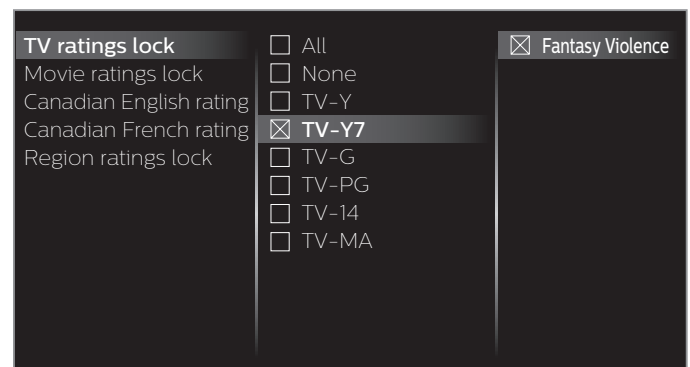 TV ratings lock
Movie ratings lock
Canadian English rating
Canadian French rating
Region ratings lock
All
None
TV-Y
TV-Y7
TV-G
TV-PG
TV-14
TV-MA
Fantasy Violence